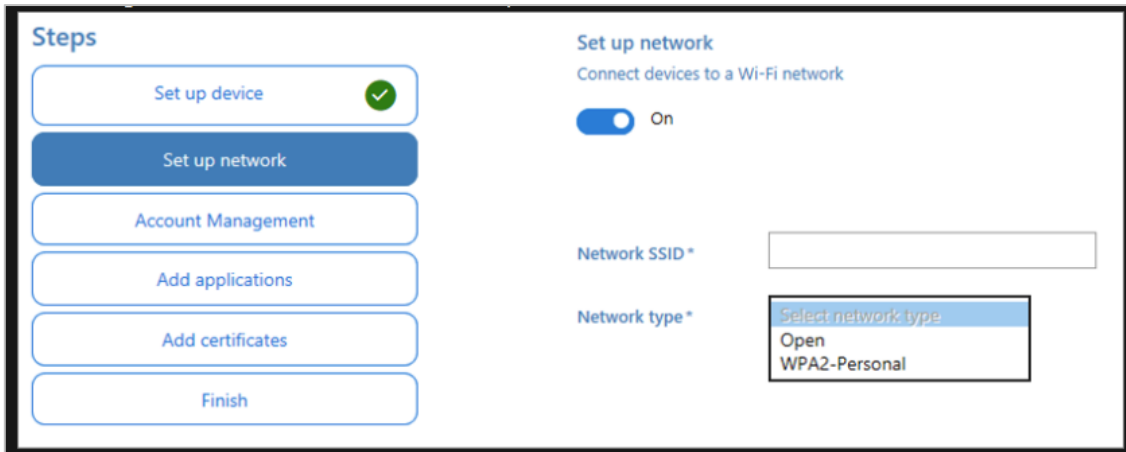 Steps
Set up device
Set up network
Account Management
Add applications
Add certificates
Finish
Set up network
Connect devices to a Wi-Fi network
On
Network SSID*
Network type*
Select network type
Open
WPA2-Personal